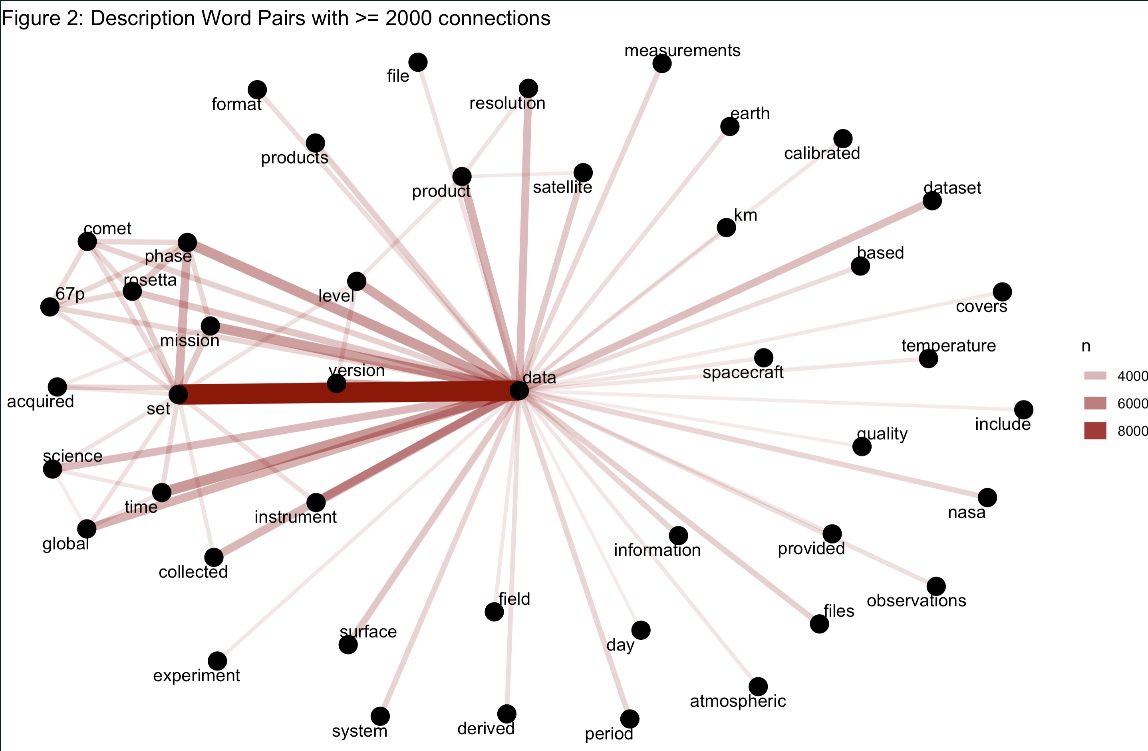 Figure 2: Description Word Pairs with >= 2000 connections
measurements
file
format
resolution
earth
calibrated
products
product
satellite
dataset
km
comet
phase
based
67p
rosetta
level
covers
mission
temperature
n
version
spacecraft
4000
data
acquired
set
6000
include
8000
quality
science
time
instrument
nasa
global
information
provided
collected
field
observations
surface
files
day
experiment
atmospheric
system
derived
period